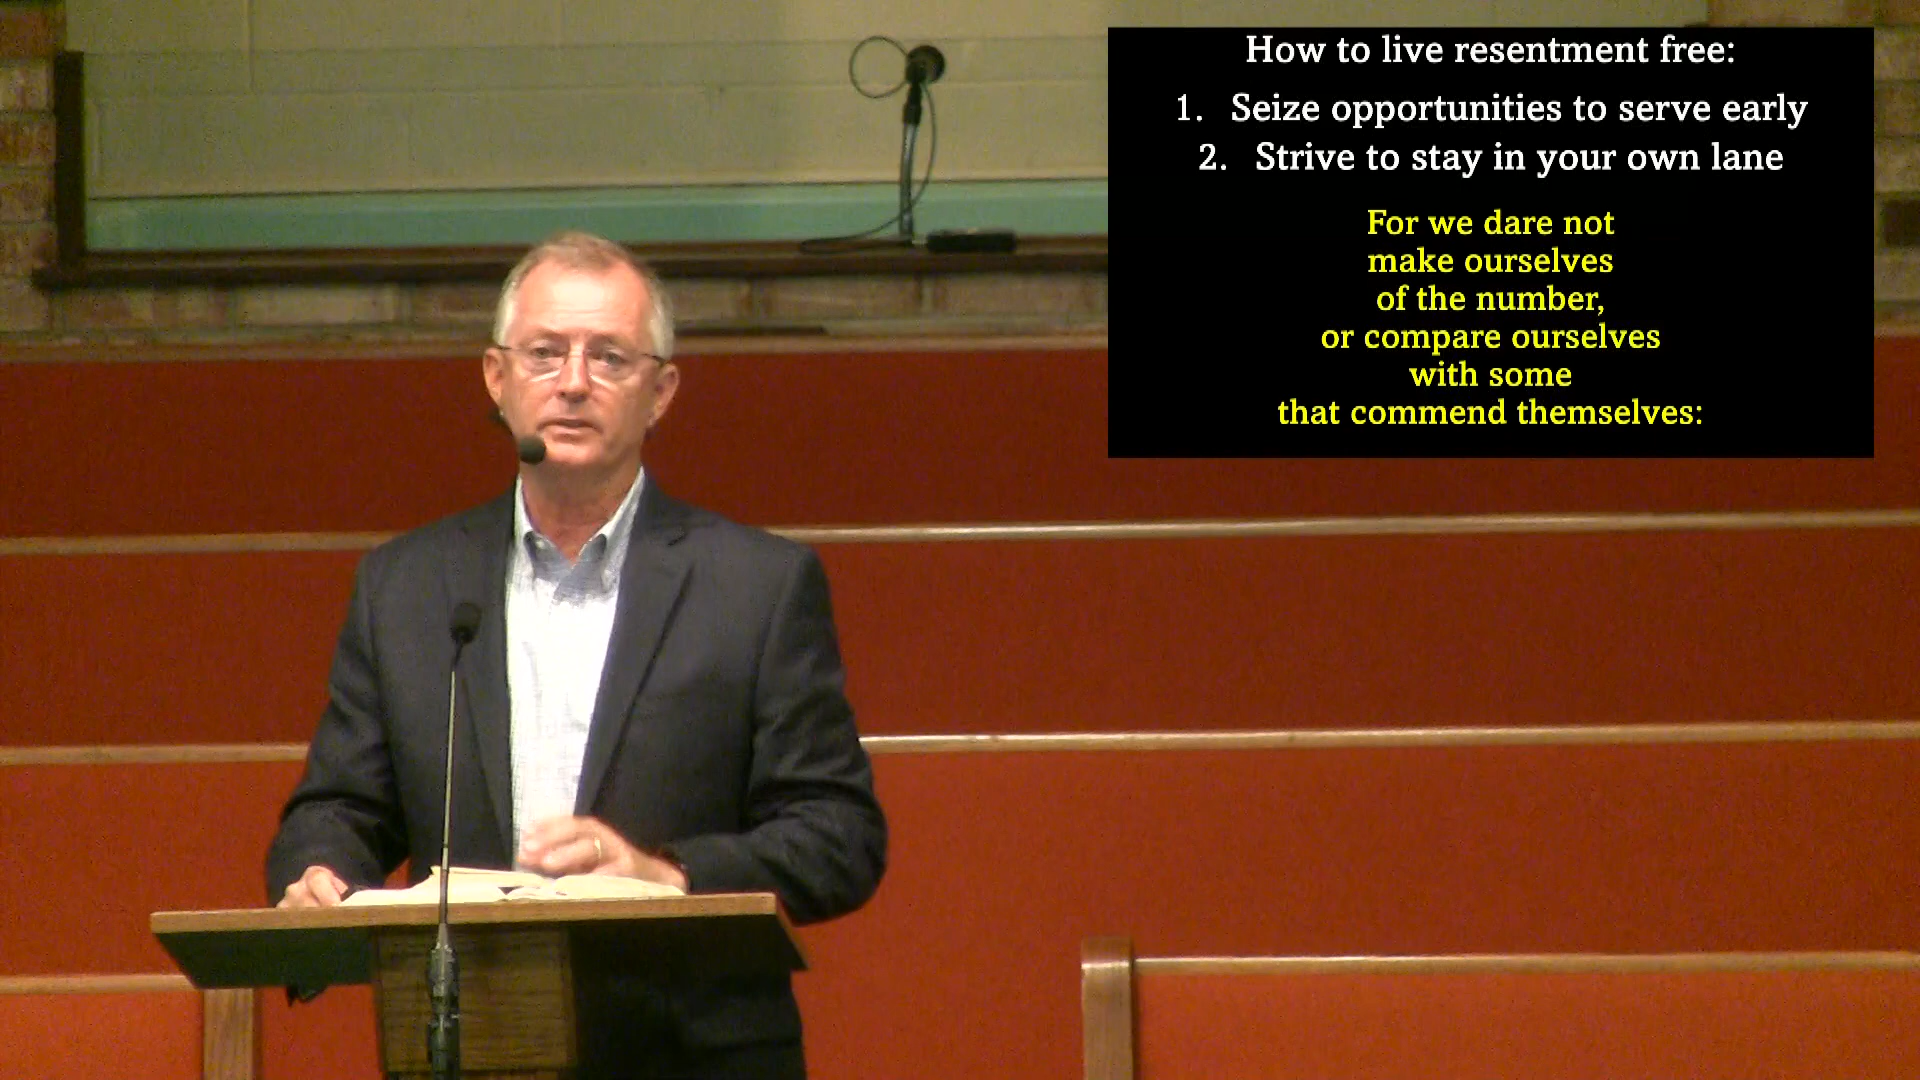 How to live resentment free:
1. Seize opportunities to serve early
2. Strive to stay in your own lane
For we dare not
make ourselves
of the number,
or compare ourselves
with some
that commend themselves: